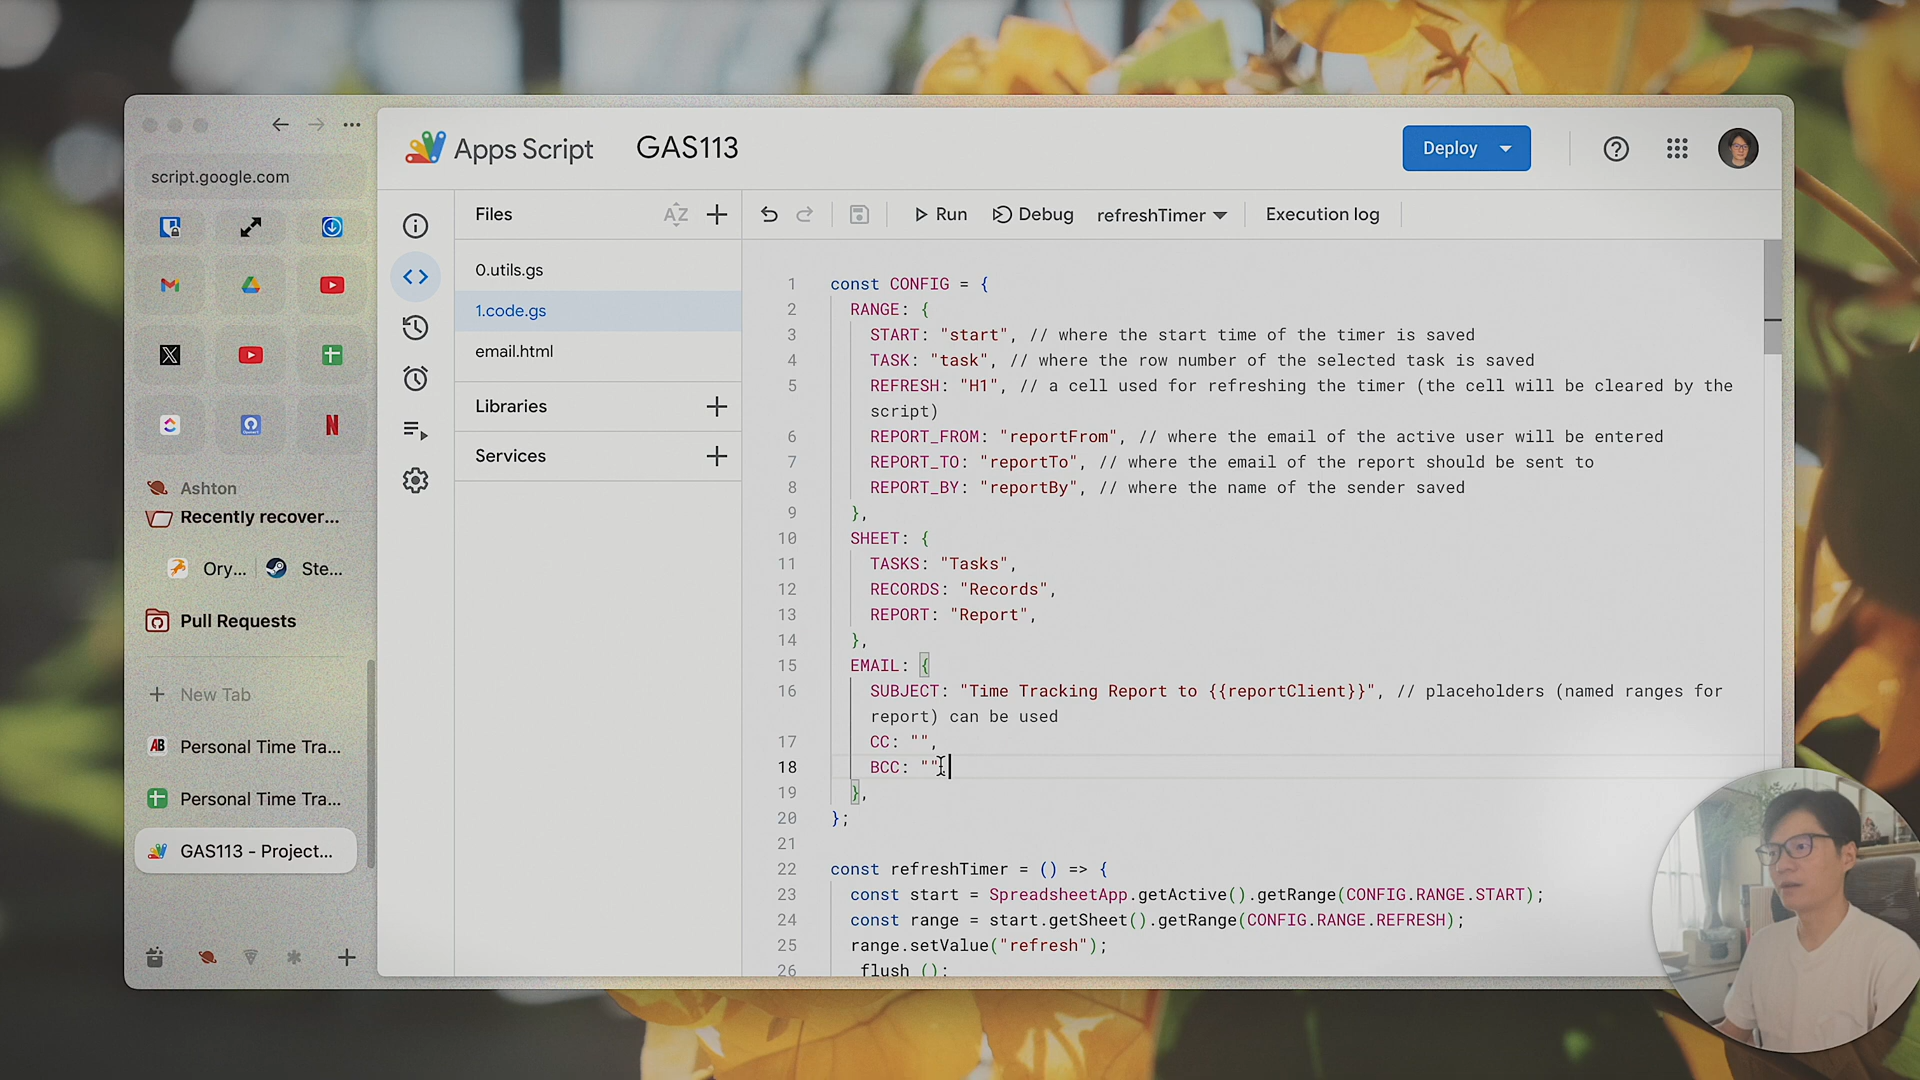 script.google.com
Ashton
Recently recover...
Ory...
Ste...
Pull Requests
New Tab
AB
Personal Time Tra...
Personal Time Tra...
GAS113 - Project...
Apps Script
GAS113
Deploy
Files
AZ
Run
Debug
refreshTimer
Execution log
0.utils.gs
1.code.gs
email.html
Libraries
Services
1 const CONFIG = {
2 RANGE: {
3 START: "start", // where the start time of the timer is saved
4 TASK: "task", // where the row number of the selected task is saved
5 REFRESH: "H1", // a cell used for refreshing the timer (the cell will be cleared by the
script)
6 REPORT_FROM: "reportFrom", // where the email of the active user will be entered
7 REPORT_TO: "reportTo", // where the email of the report should be sent to
8 REPORT_BY: "reportBy", // where the name of the sender saved
9 },
10 SHEET: {
11 TASKS: "Tasks",
12 RECORDS: "Records",
13 REPORT: "Report",
14 },
15 EMAIL: {
16 SUBJECT: "Time Tracking Report to {{reportClient}}", // placeholders (named ranges for
report) can be used
17 CC: "",
18 BCC: ""
19 },
20 };
21
22 const refreshTimer = () => {
23 const start = SpreadsheetApp.getActive().getRange(CONFIG.RANGE.START);
24 const range = start.getSheet().getRange(CONFIG.RANGE.REFRESH);
25 range.setValue("refresh");
26 flush ();